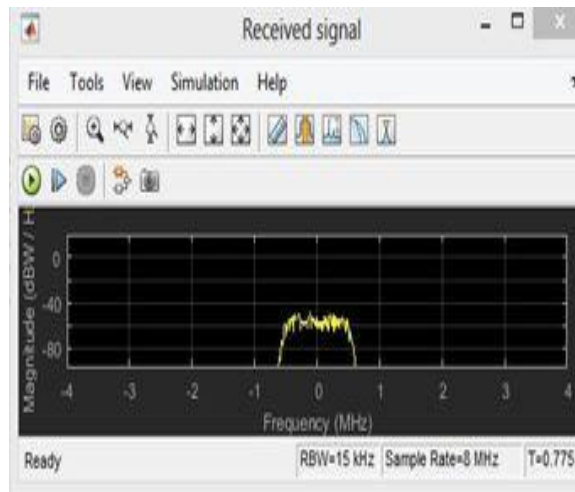 Received signal
File Tools View Simulation Help
Magnitude (dBW / H
0
-40
-80
-4 -3 -2 -1 0 1 2 3 4
Frequency (MHz)
Ready RBW=15 kHz Sample Rate=8 MHz T=0.775